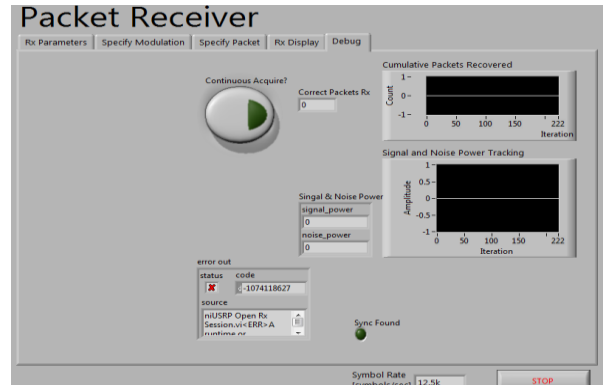 Packet Receiver
Rx Parameters
Specify Modulation
Specify Packet
Rx Display
Debug
Continuous Acquire?
Correct Packets Rx
0
Cumulative Packets Recovered
Count
1
0
-1
0 50 100 150 222
Iteration
Signal and Noise Power Tracking
Amplitude
1
0.5
0
-0.5
-1
0 50 100 150 222
Iteration
Singal & Noise Power
signal_power
0
noise_power
0
error out
status code
-1074118627
source
niUSRP Open Rx
Session.vi<ERR>A
runtime or
Sync Found
Symbol Rate
[symbols/sec]
12.5k
STOP